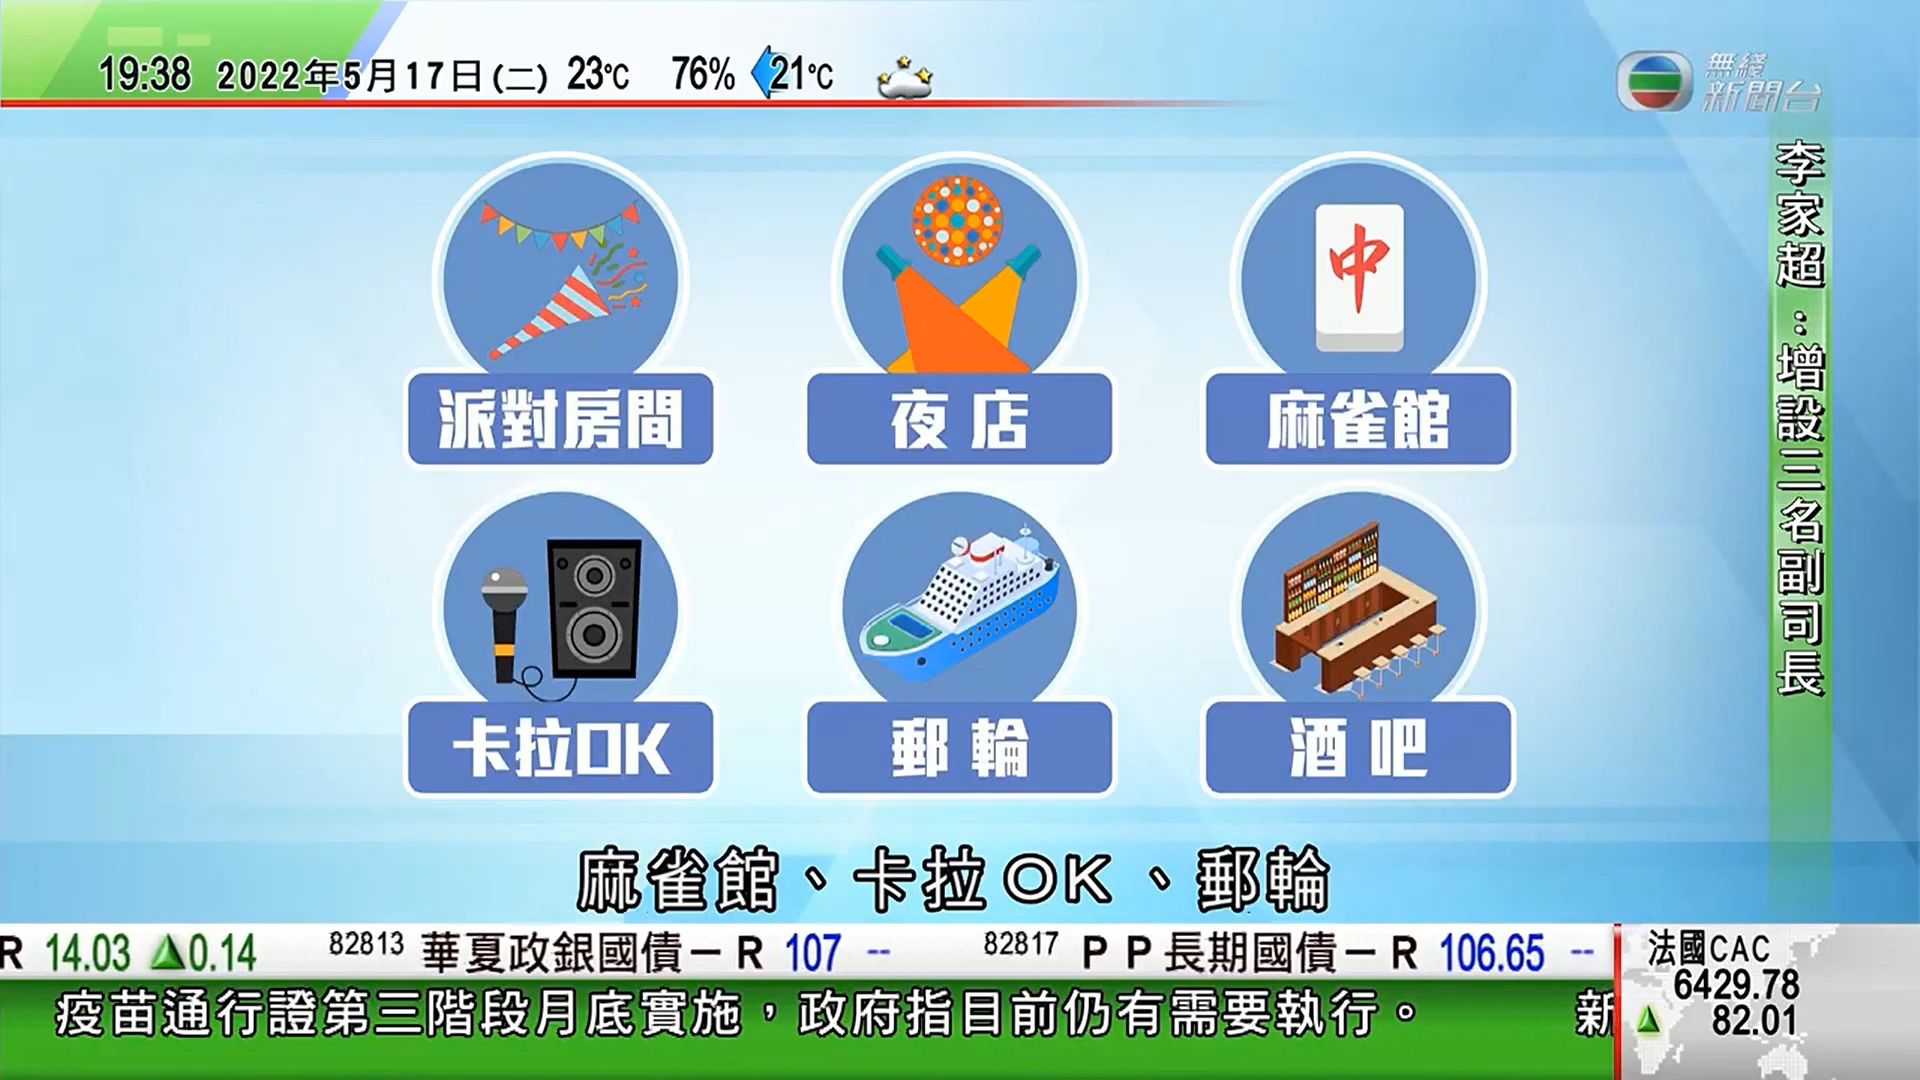 19:38 2022年5月17日(二) 23℃ 76% 21℃
無綫
新聞台
李家超：增設三名副司長
中
派對房間
夜店
麻雀館
卡拉OK
郵輪
酒吧
麻雀館、卡拉OK、郵輪
R 14.03 ▲0.14 82813 華夏政銀國債－R 107 -- 82817 PP長期國債－R 106.65 --
法國CAC
6429.78
▲ 82.01
疫苗通行證第三階段月底實施，政府指目前仍有需要執行。 新